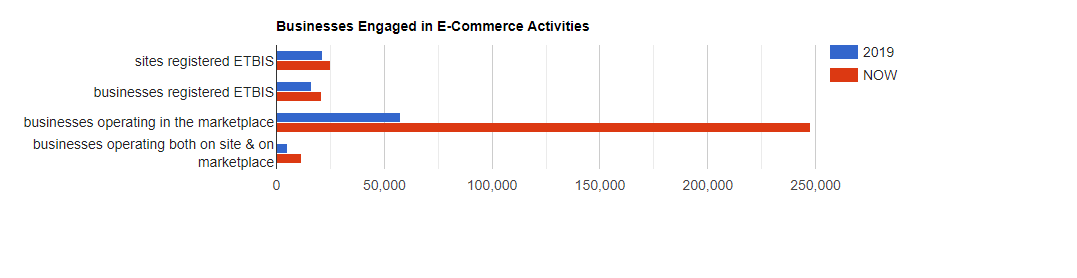 Businesses Engaged in E-Commerce Activities
2019
NOW
sites registered ETBIS
businesses registered ETBIS
businesses operating in the marketplace
businesses operating both on site & on
marketplace
0 50,000 100,000 150,000 200,000 250,000